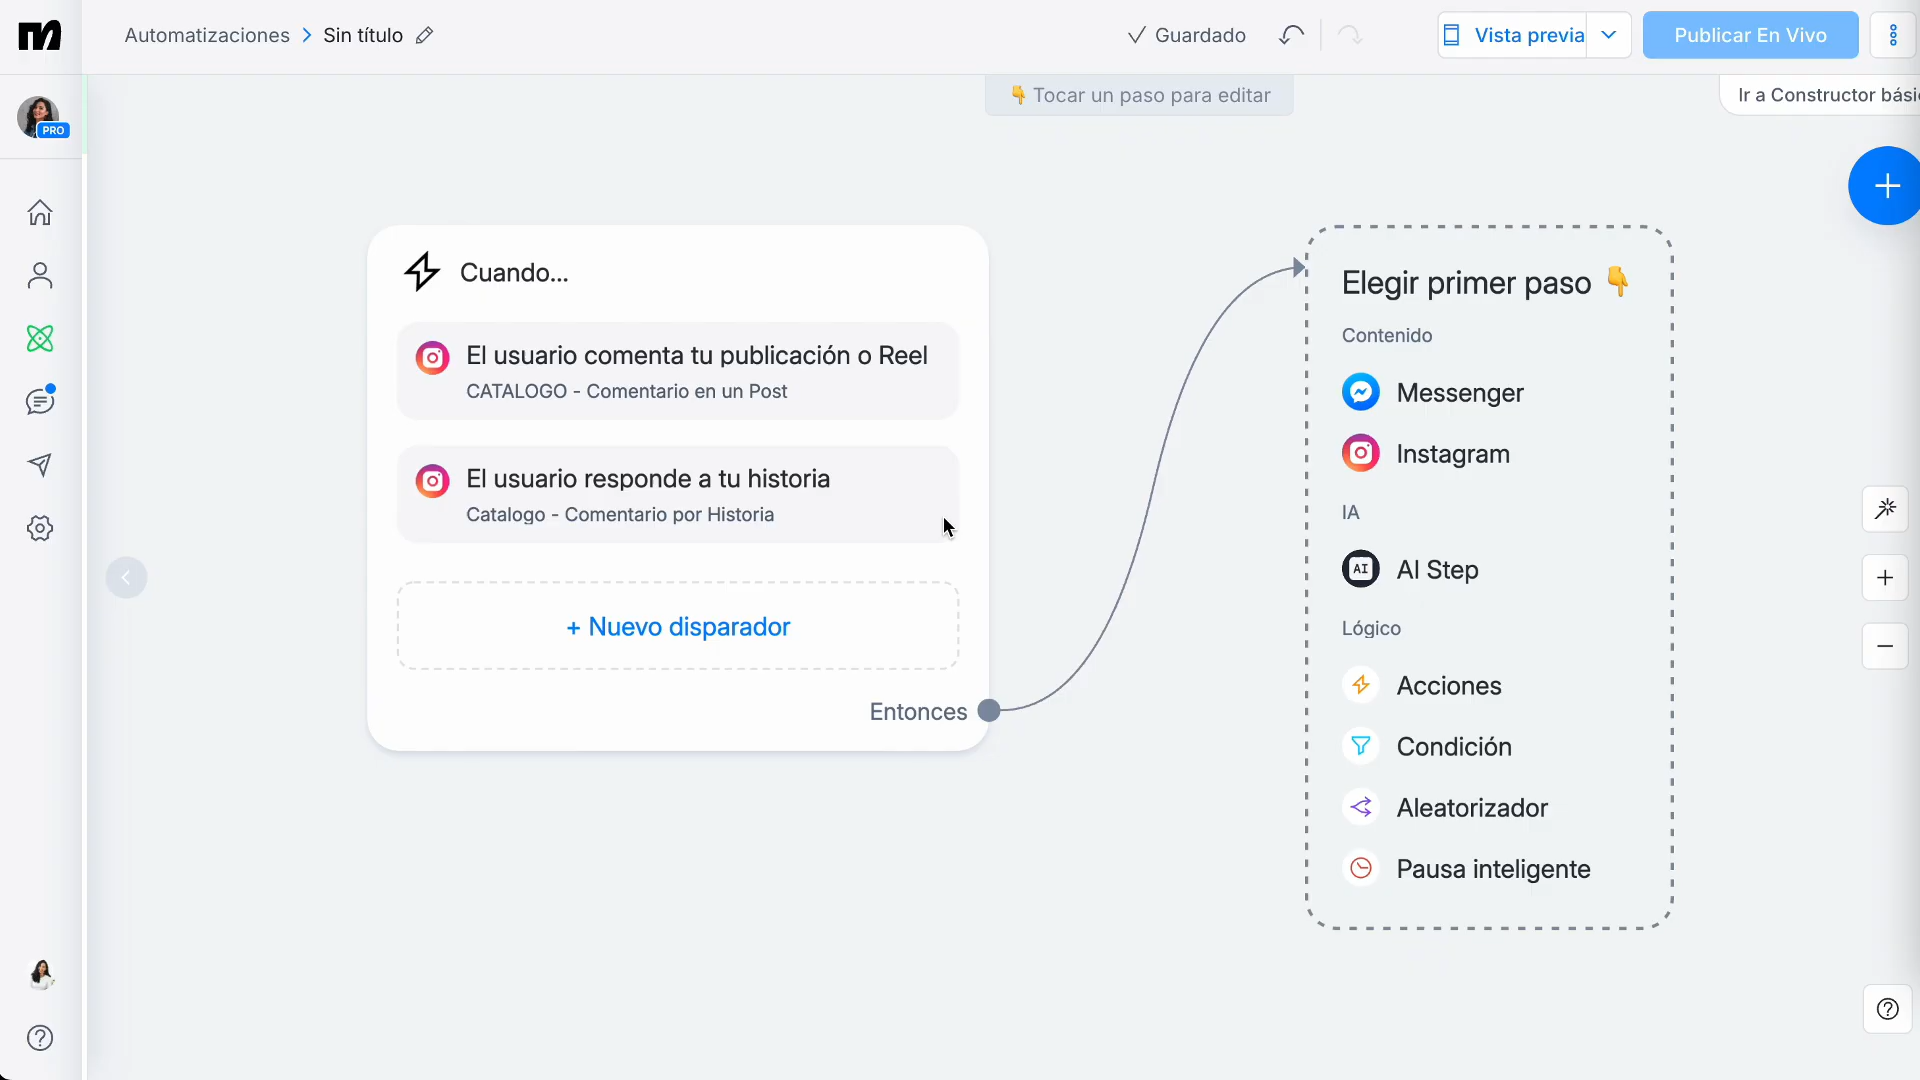 Automatizaciones
Sin título
Guardado
Vista previa
Publicar En Vivo
PRO
👇 Tocar un paso para editar
Ir a Constructor bási
Cuando...
El usuario comenta tu publicación o Reel
CATALOGO - Comentario en un Post
El usuario responde a tu historia
Catalogo - Comentario por Historia
+ Nuevo disparador
Entonces
Elegir primer paso 👇
Contenido
Messenger
Instagram
IA
AI
AI Step
Lógico
Acciones
Condición
Aleatorizador
Pausa inteligente